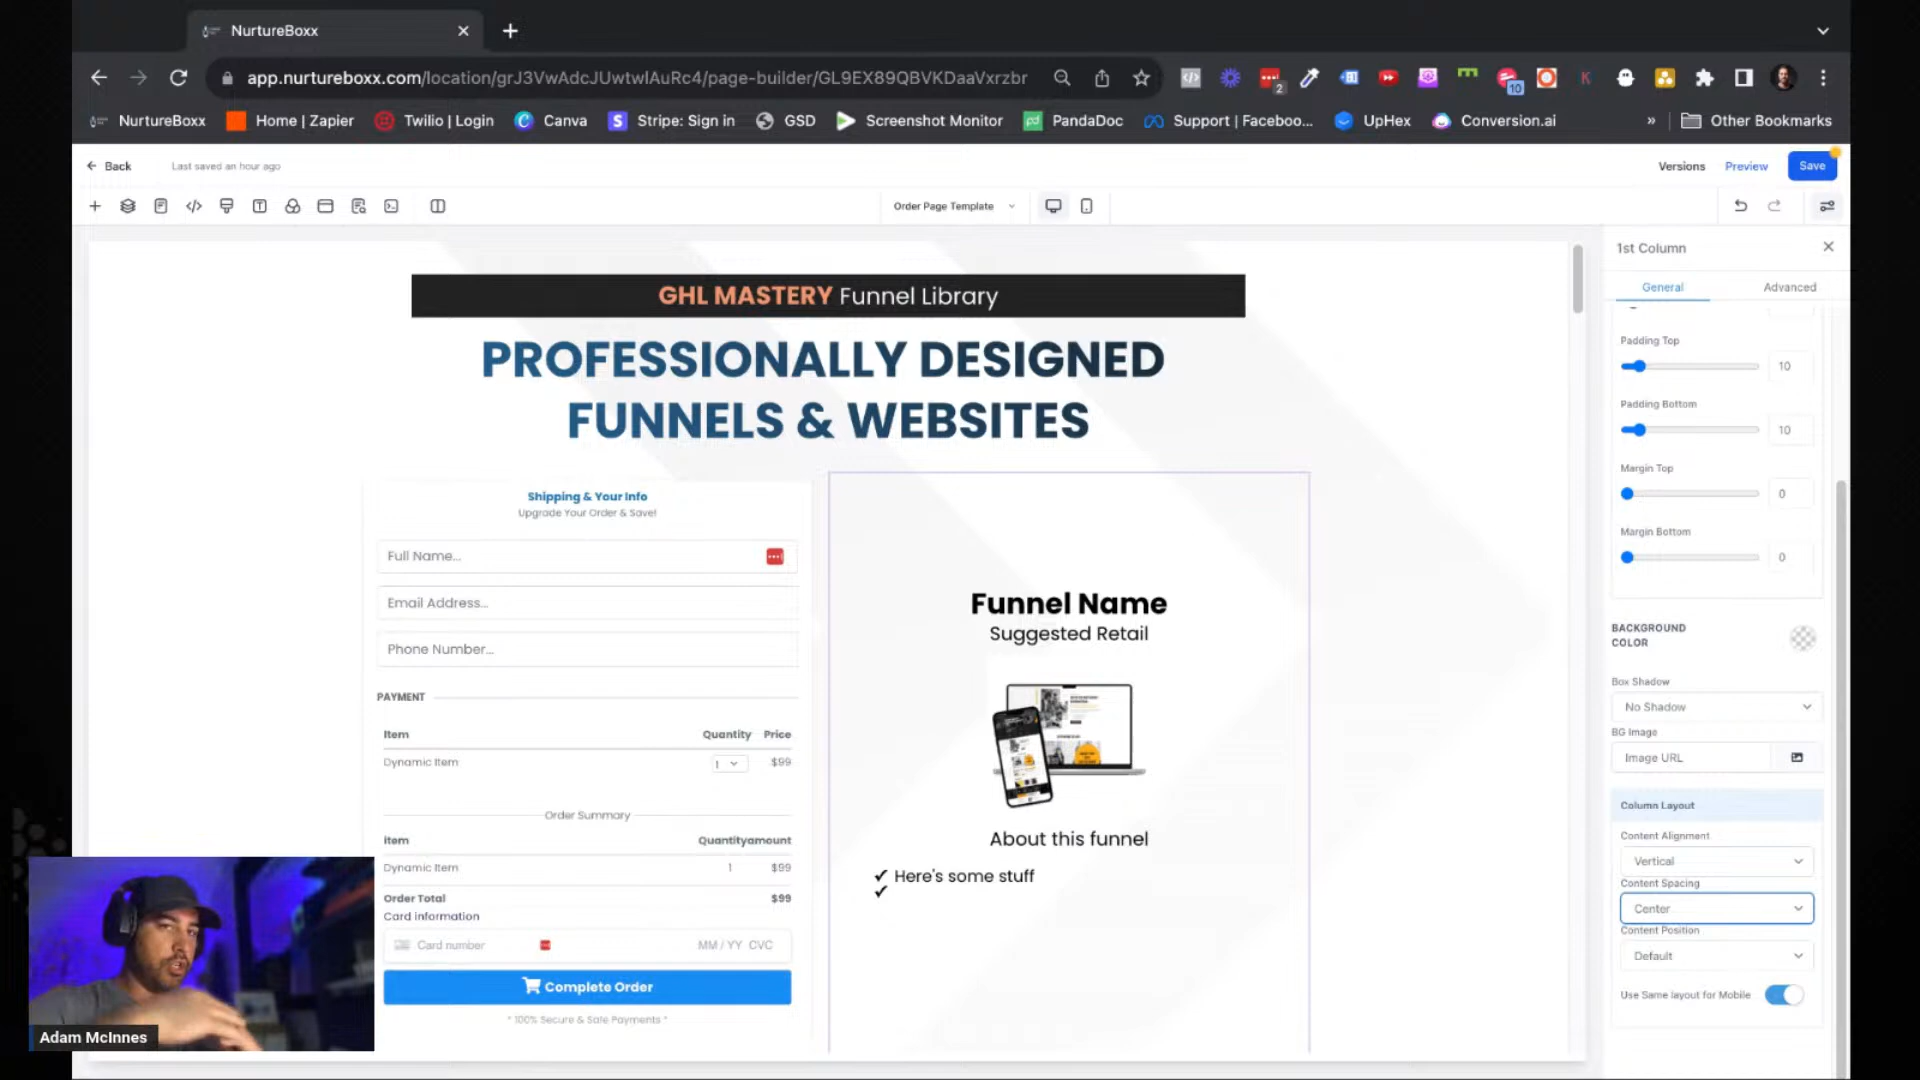 NurtureBoxx
app.nurtureboxx.com/location/grJ3VwAdcJUwtwlAuRc4/page-builder/GL9EX89QBVKDaaVxrzbr
2
10
NurtureBoxx
Home | Zapier
Twilio | Login
Canva
Stripe: Sign in
GSD
Screenshot Monitor
PandaDoc
Support | Faceboo...
UpHex
Conversion.ai
»
Other Bookmarks
Back
Last saved an hour ago
Versions
Preview
Save
Order Page Template
1st Column
General
Advanced
GHL MASTERY Funnel Library
PROFESSIONALLY DESIGNED
FUNNELS & WEBSITES
Shipping & Your Info
Upgrade Your Order & Save!
Full Name...
Email Address...
Phone Number...
PAYMENT
Item Quantity Price
Dynamic Item 1 $99
Order Summary
Item Quantityamount
Dynamic Item 1 $99
Order Total $99
Card information
Card number MM / YY CVC
Complete Order
* 100% Secure & Safe Payments *
Funnel Name
Suggested Retail
About this funnel
✓ Here's some stuff
✓
Padding Top
10
Padding Bottom
10
Margin Top
0
Margin Bottom
0
BACKGROUND
COLOR
Box Shadow
No Shadow
BG Image
Image URL
Column Layout
Content Alignment
Vertical
Content Spacing
Center
Content Position
Default
Use Same layout for Mobile
Adam McInnes